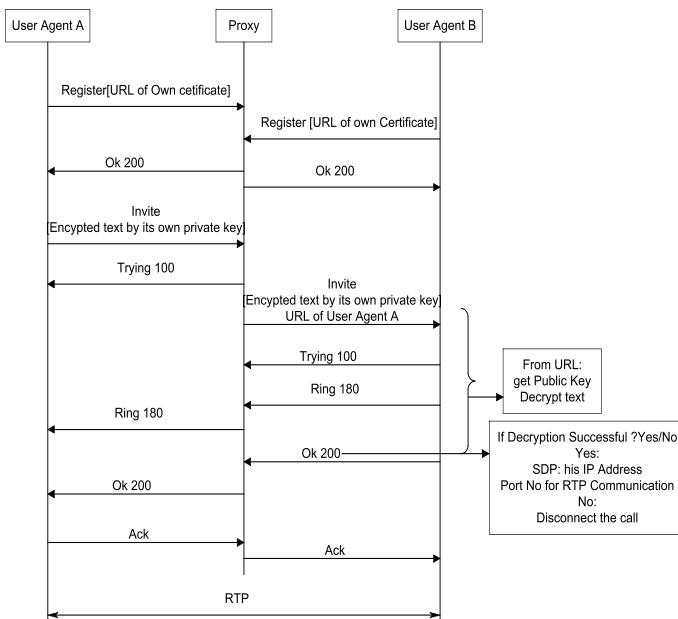 User Agent A
Proxy
User Agent B
Register[URL of Own cetificate]
Register [URL of own Certificate]
Ok 200
Ok 200
Invite
[Encypted text by its own private key]
Trying 100
Invite
[Encypted text by its own private key]
URL of User Agent A
Trying 100
From URL:
get Public Key
Decrypt text
Ring 180
Ring 180
If Decryption Successful ?Yes/No
Yes:
SDP: his IP Address
Port No for RTP Communication
No:
Disconnect the call
Ok 200
Ok 200
Ack
Ack
RTP